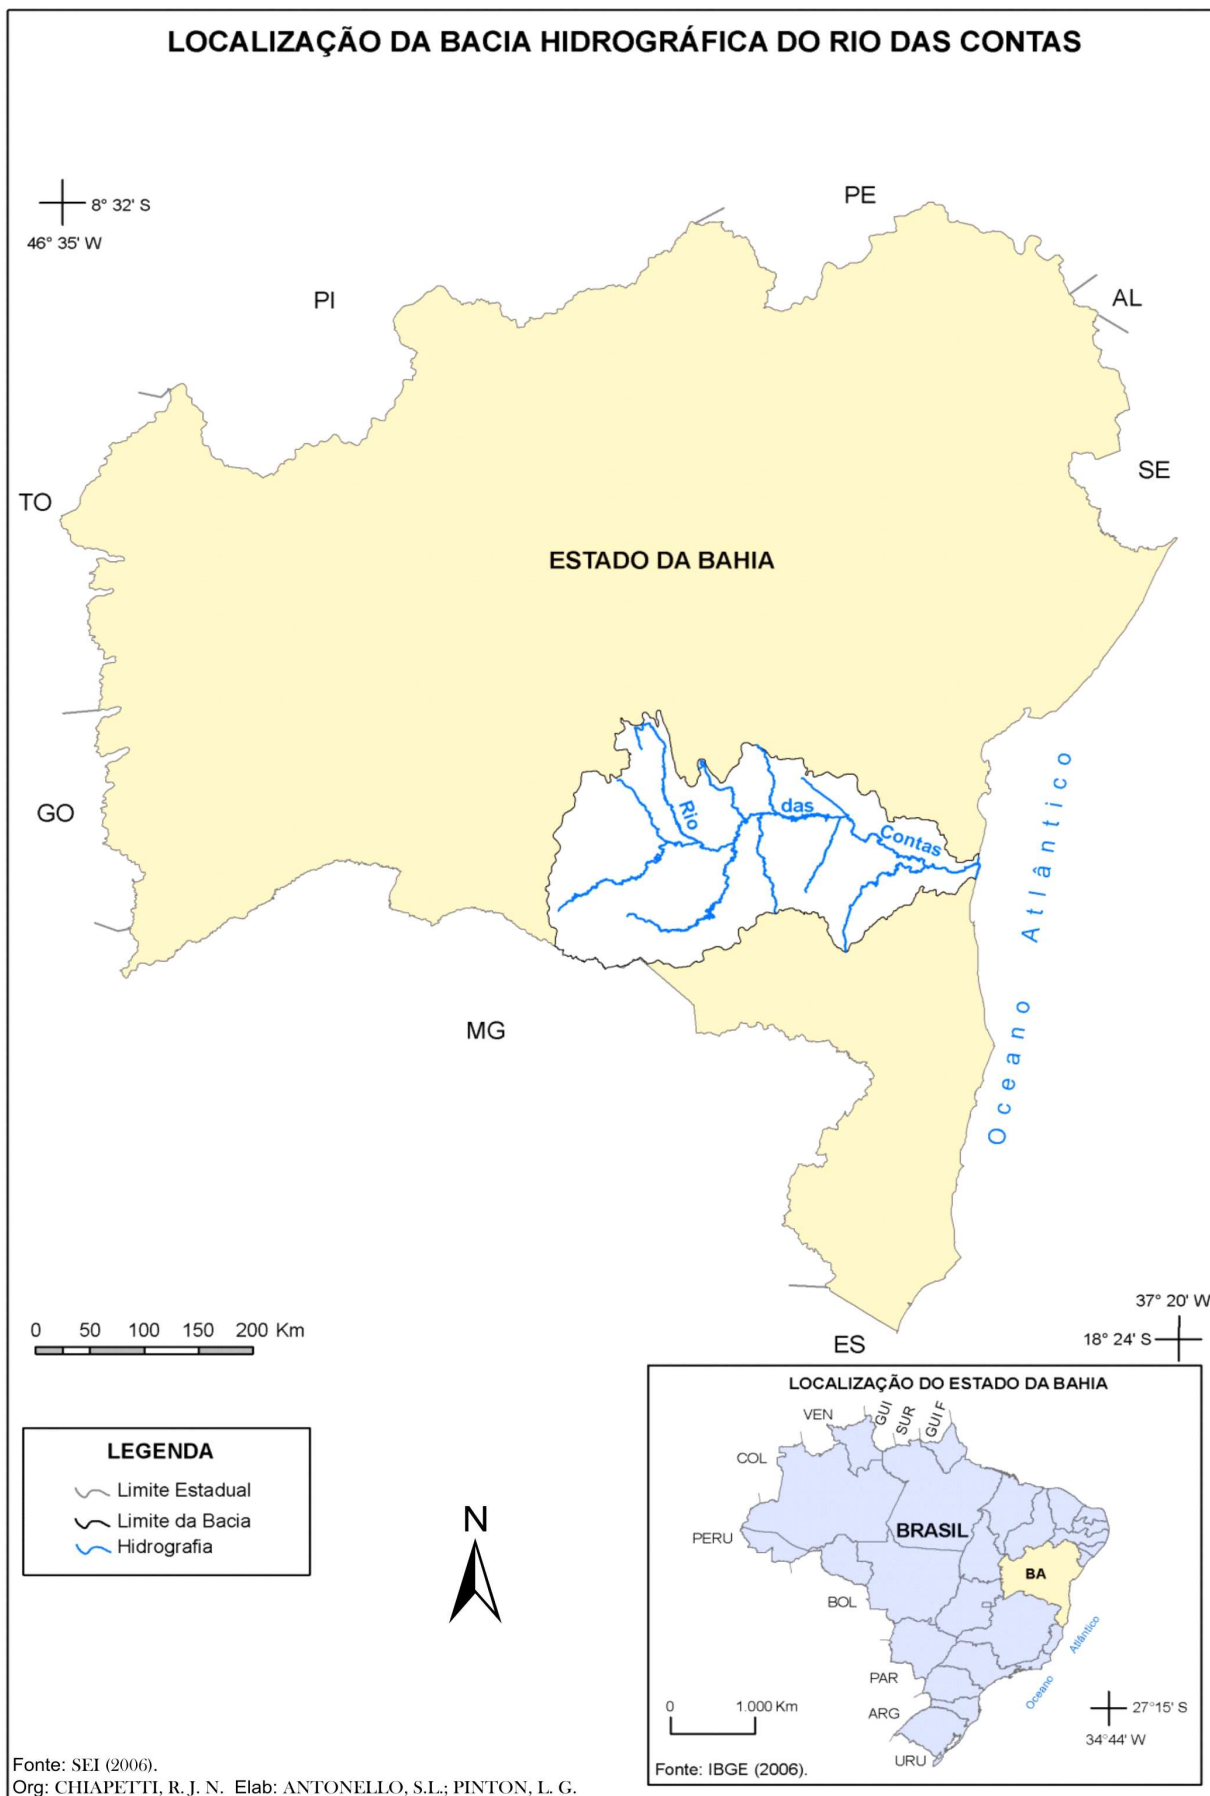 LOCALIZAÇÃO DA BACIA HIDROGRÁFICA DO RIO DAS CONTAS
8° 32' S
46° 35' W
PE
PI
AL
TO
SE
ESTADO DA BAHIA
GO
Rio
das
Contas
Oceano Atlântico
MG
ES
37° 20' W
18° 24' S
0 50 100 150 200 Km
LEGENDA
Limite Estadual
Limite da Bacia
Hidrografia
N
LOCALIZAÇÃO DO ESTADO DA BAHIA
VEN
GUI
SUR
GUI F
COL
PERU
BRASIL
BA
BOL
Oceano Atlântico
PAR
ARG
URU
0 1.000 Km
27°15' S
34°44' W
Fonte: IBGE (2006).
Fonte: SEI (2006).
Org: CHIAPETTI, R. J. N. Elab: ANTONELLO, S.L.; PINTON, L. G.